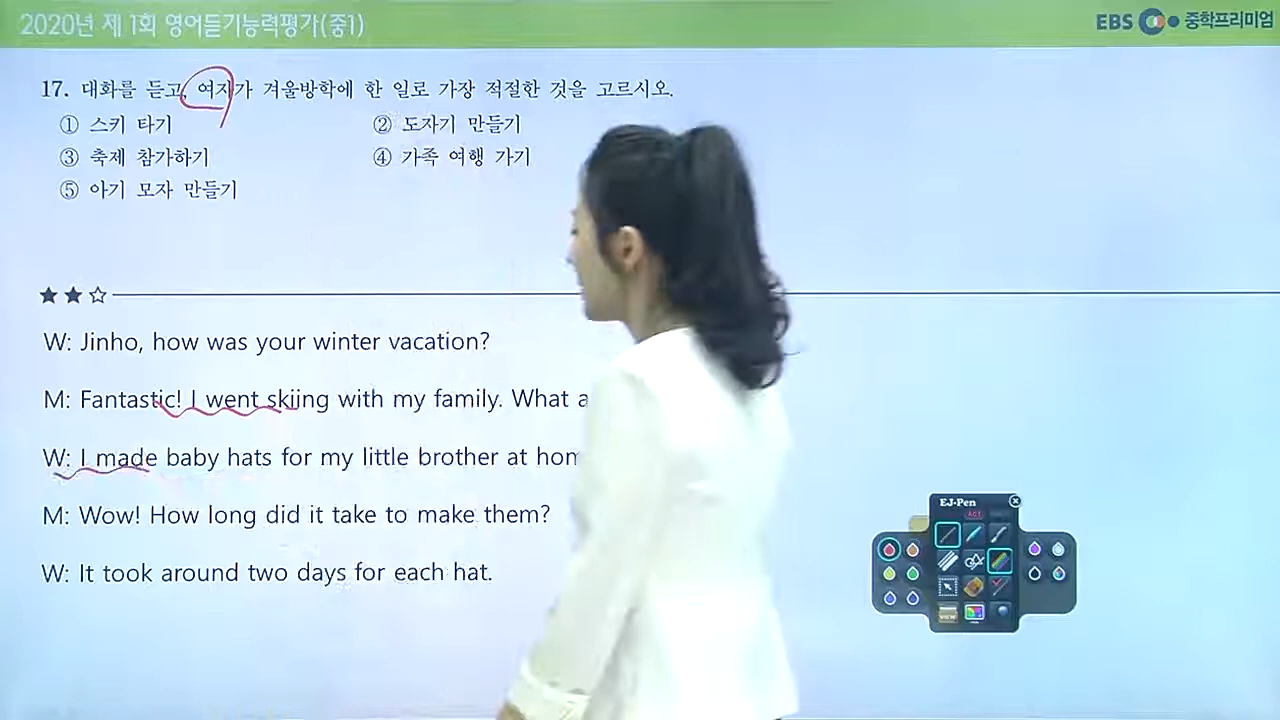 2020년 제 1회 영어듣기능력평가(중1)
EBS 중학프리미엄
17. 대화를 듣고, 여자가 겨울방학에 한 일로 가장 적절한 것을 고르시오.
① 스키 타기 ② 도자기 만들기
③ 축제 참가하기 ④ 가족 여행 가기
⑤ 아기 모자 만들기
★★☆
W: Jinho, how was your winter vacation?
M: Fantastic! I went skiing with my family. What a
W: I made baby hats for my little brother at
M: Wow! How long did it take to make them?
W: It took around two days for each hat.
EJ-Pen
VIEW